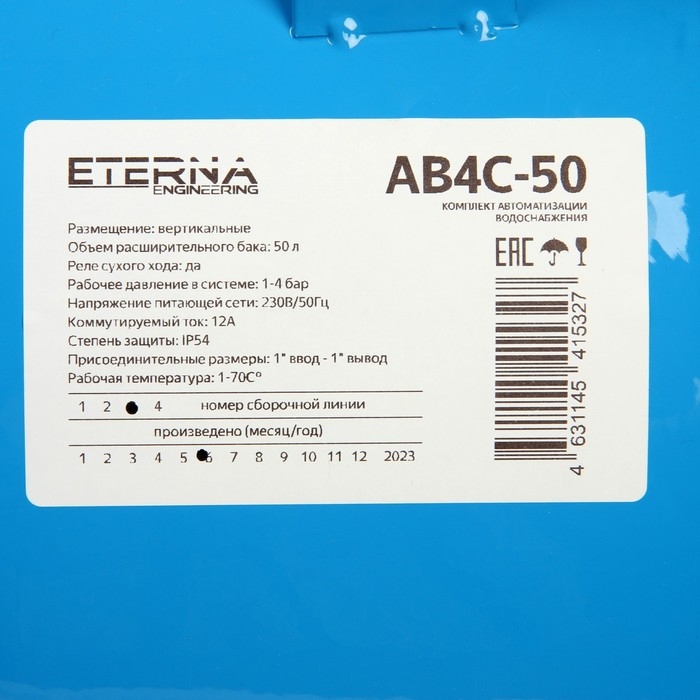 ETERNA
ENGINEERING
АВ4С-50
КОМПЛЕКТ АВТОМАТИЗАЦИИ
ВОДОСНАБЖЕНИЯ
EAC
Размещение: вертикальные
Объем расширительного бака: 50 л
Реле сухого хода: да
Рабочее давление в системе: 1-4 бар
Напряжение питающей сети: 230В/50Гц
Коммутируемый ток: 12А
Степень защиты: IP54
Присоединительные размеры: 1" ввод - 1" вывод
Рабочая температура: 1-70С°
1 2 4 номер сборочной линии
произведено (месяц/год)
1 2 3 4 5 6 7 8 9 10 11 12 2023
4 631145 415327